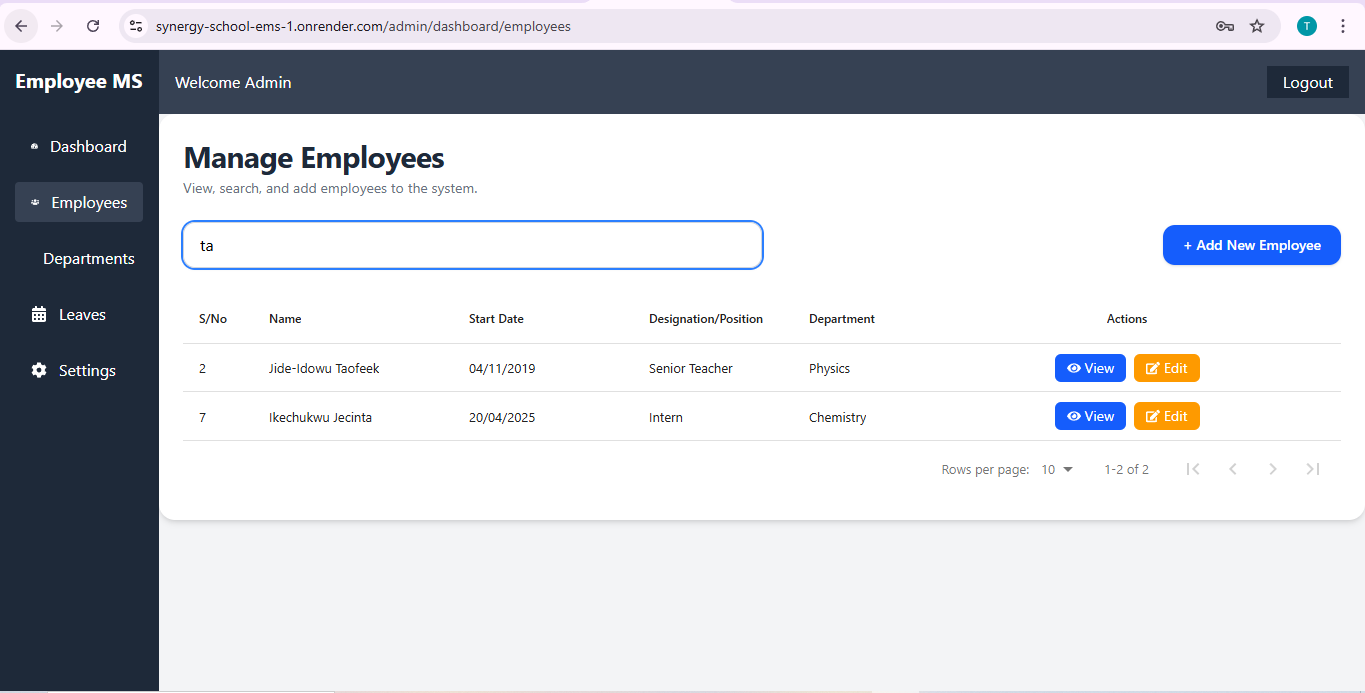 synergy-school-ems-1.onrender.com/admin/dashboard/employees
T
Employee MS
Welcome Admin
Logout
Dashboard
Employees
Departments
Leaves
Settings
Manage Employees
View, search, and add employees to the system.
ta
+ Add New Employee
S/No Name Start Date Designation/Position Department Actions
2 Jide-Idowu Taofeek 04/11/2019 Senior Teacher Physics View Edit
7 Ikechukwu Jecinta 20/04/2025 Intern Chemistry View Edit
Rows per page: 10 1-2 of 2